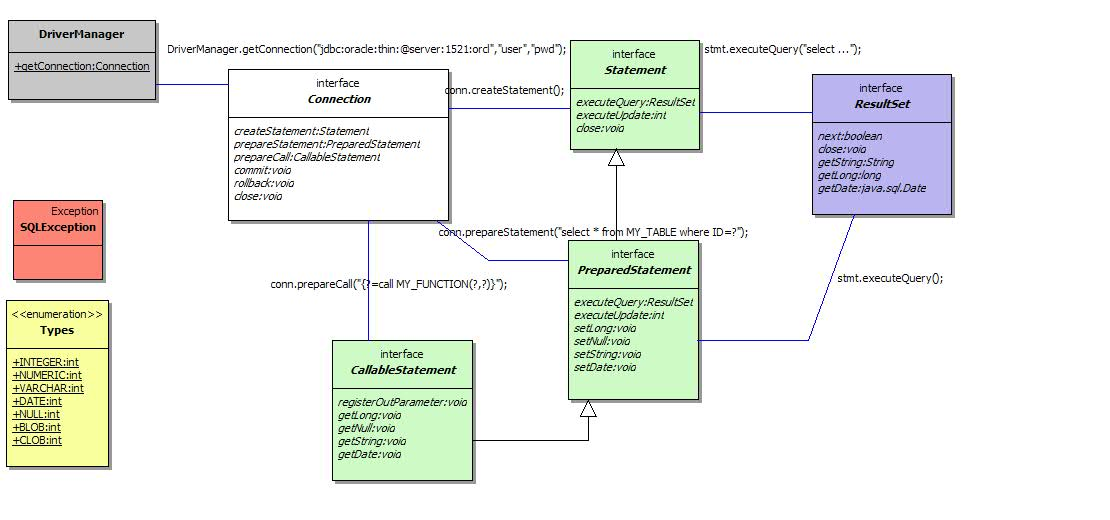 DriverManager
+getConnection:Connection
DriverManager.getConnection("jdbc:oracle:thin:@server:1521:orcl","user","pwd");
interface
Connection
createStatement:Statement
prepareStatement:PreparedStatement
prepareCall:CallableStatement
commit:void
rollback:void
close:void
conn.createStatement();
interface
Statement
executeQuery:ResultSet
executeUpdate:int
close:void
stmt.executeQuery("select ...");
interface
ResultSet
next:boolean
close:void
getString:String
getLong:long
getDate:java.sql.Date
Exception
SQLException
conn.prepareStatement("select * from MY_TABLE where ID=?");
interface
PreparedStatement
executeQuery:ResultSet
executeUpdate:int
setLong:void
setNull:void
setString:void
setDate:void
stmt.executeQuery();
conn.prepareCall("{?=call MY_FUNCTION(?,?)}");
<<enumeration>>
Types
+INTEGER:int
+NUMERIC:int
+VARCHAR:int
+DATE:int
+NULL:int
+BLOB:int
+CLOB:int
interface
CallableStatement
registerOutParameter:void
getLong:void
getNull:void
getString:void
getDate:void